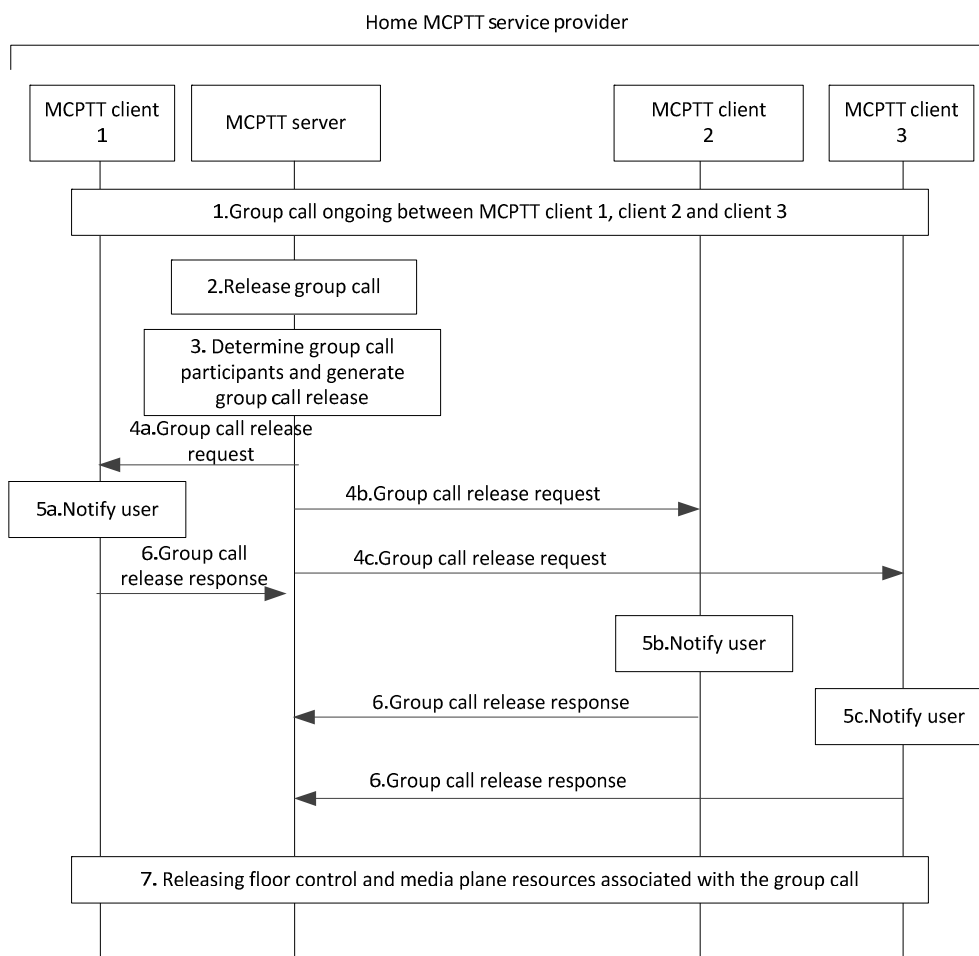 Home MCPTT service provider
MCPTT client
1
MCPTT server
MCPTT client
2
MCPTT client
3
1.Group call ongoing between MCPTT client 1, client 2 and client 3
2.Release group call
3. Determine group call
participants and generate
group call release
4a.Group call release
request
4b.Group call release request
5a.Notify user
6.Group call
release response
4c.Group call release request
5b.Notify user
6.Group call release response
5c.Notify user
6.Group call release response
7. Releasing floor control and media plane resources associated with the group call